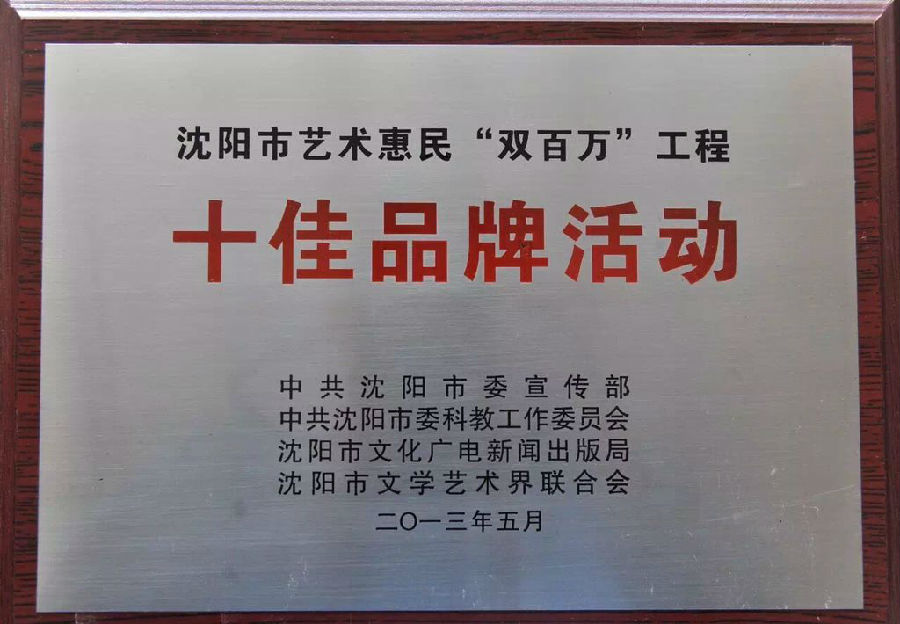 沈阳市艺术惠民“双百万”工程
十佳品牌活动
中共沈阳市委宣传部
中共沈阳市委科教工作委员会
沈阳市文化广电新闻出版局
沈阳市文学艺术界联合会
二〇一三年五月